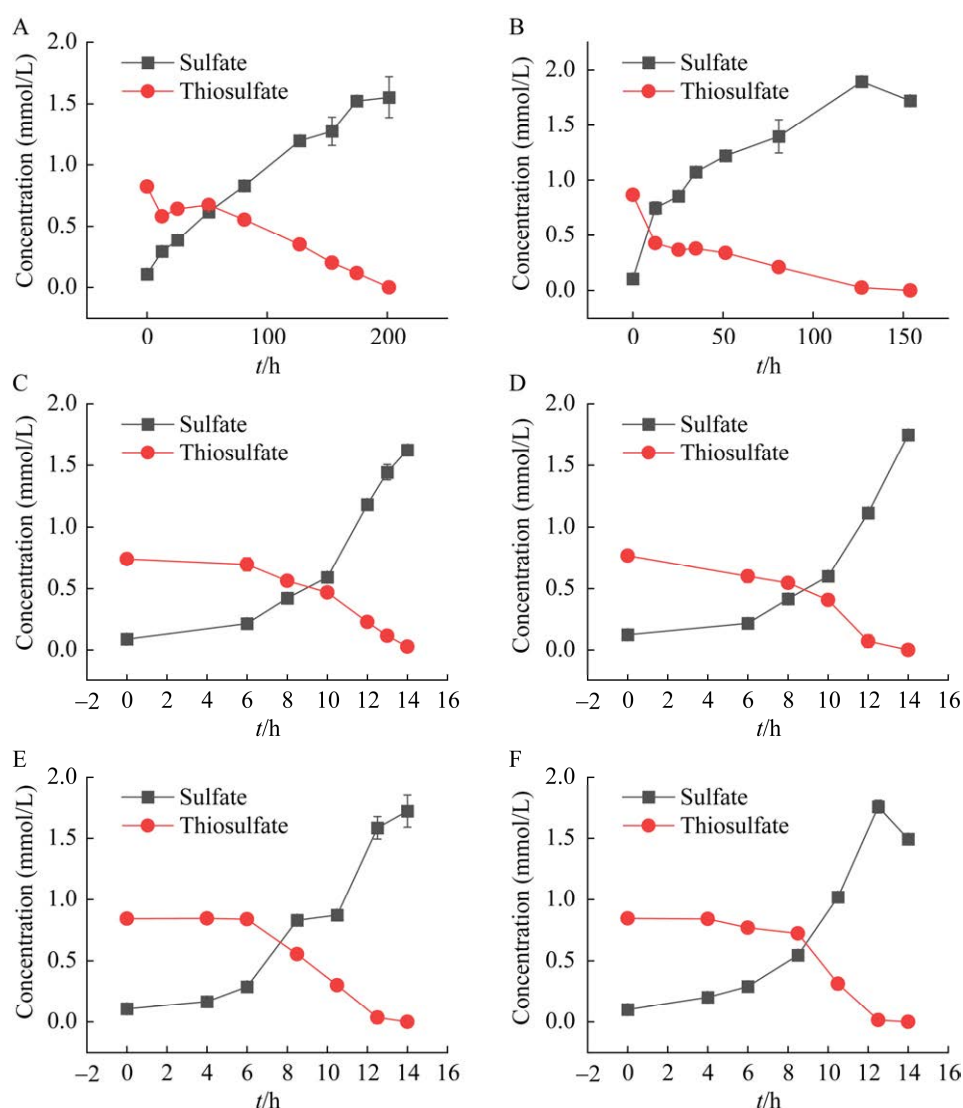 A
Concentration (mmol/L)
2.0
1.5
1.0
0.5
0.0
Sulfate
Thiosulfate
0 100 200
t/h
B
Concentration (mmol/L)
2.0
1.5
1.0
0.5
0.0
Sulfate
Thiosulfate
0 50 100 150
t/h
C
Concentration (mmol/L)
2.0
1.5
1.0
0.5
0.0
Sulfate
Thiosulfate
–2 0 2 4 6 8 10 12 14 16
t/h
D
Concentration (mmol/L)
2.0
1.5
1.0
0.5
0.0
Sulfate
Thiosulfate
–2 0 2 4 6 8 10 12 14 16
t/h
E
Concentration (mmol/L)
2.0
1.5
1.0
0.5
0.0
Sulfate
Thiosulfate
–2 0 2 4 6 8 10 12 14 16
t/h
F
Concentration (mmol/L)
2.0
1.5
1.0
0.5
0.0
Sulfate
Thiosulfate
–2 0 2 4 6 8 10 12 14 16
t/h